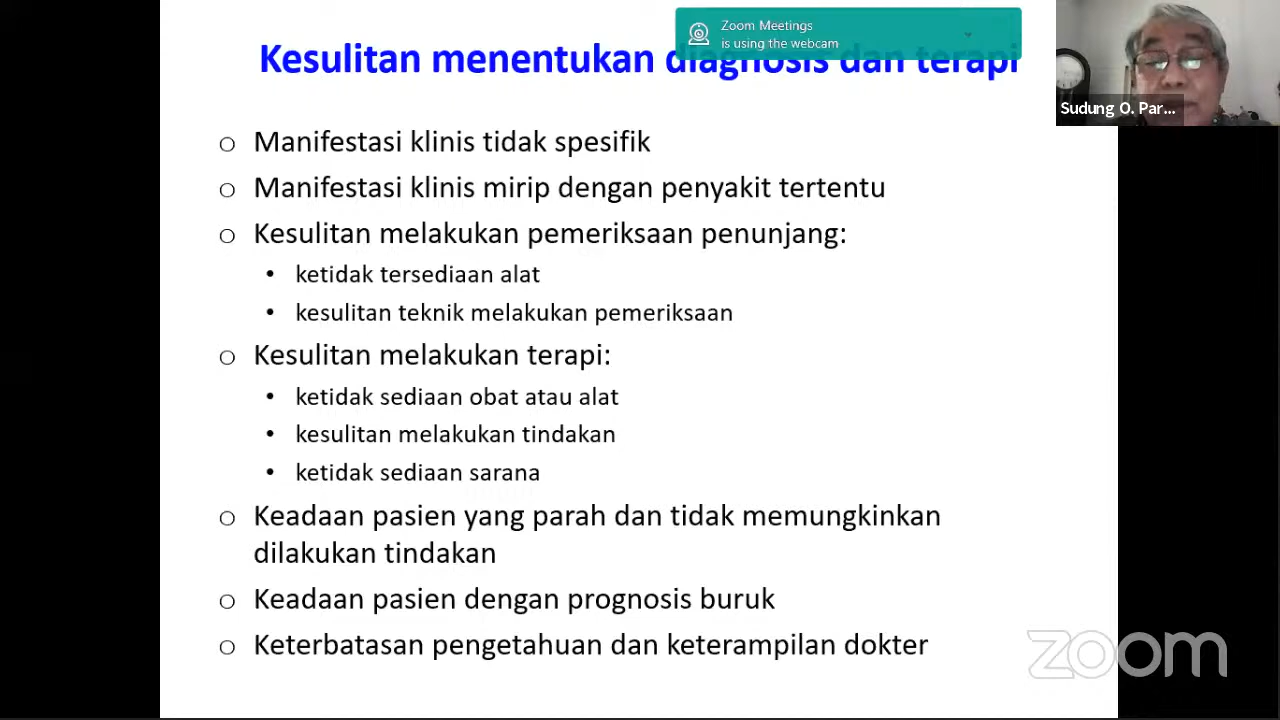 Zoom Meetings
is using the webcam
Kesulitan menentukan diagnosis dan terapi
Sudung O. Par...
o Manifestasi klinis tidak spesifik
o Manifestasi klinis mirip dengan penyakit tertentu
o Kesulitan melakukan pemeriksaan penunjang:
• ketidak tersediaan alat
• kesulitan teknik melakukan pemeriksaan
o Kesulitan melakukan terapi:
• ketidak sediaan obat atau alat
• kesulitan melakukan tindakan
• ketidak sediaan sarana
o Keadaan pasien yang parah dan tidak memungkinkan
dilakukan tindakan
o Keadaan pasien dengan prognosis buruk
o Keterbatasan pengetahuan dan keterampilan dokter
zoom